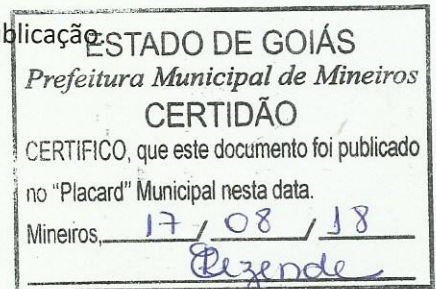 blicação.
ESTADO DE GOIÁS
Prefeitura Municipal de Mineiros
CERTIDÃO
CERTIFICO, que este documento foi publicado
no "Placard" Municipal nesta data.
Mineiros, 17 / 08 / 18
Rezende